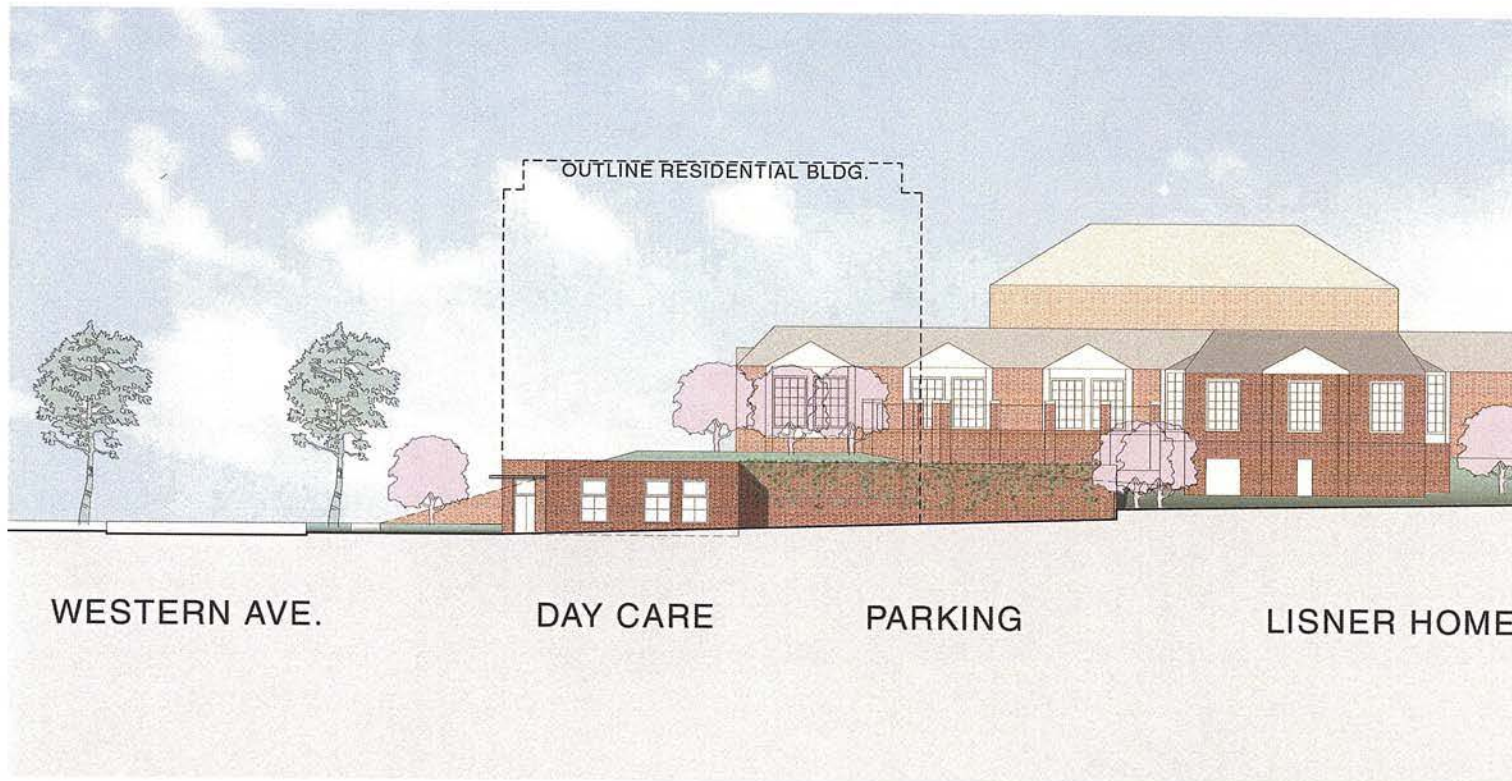 OUTLINE RESIDENTIAL BLDG.
WESTERN AVE.
DAY CARE
PARKING
LISNER HOME